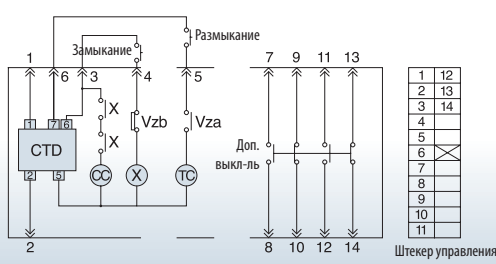 Размыкание
Замыкание
1 6 3 4 5 7 9 11 13
1 7 6
X
X
Vzb
Vza
CTD
2 5
CC
X
TC
Доп.
выкл-ль
2 8 10 12 14
1 12
2 13
3 14
4
5
6
7
8
9
10
11
Штекер управления